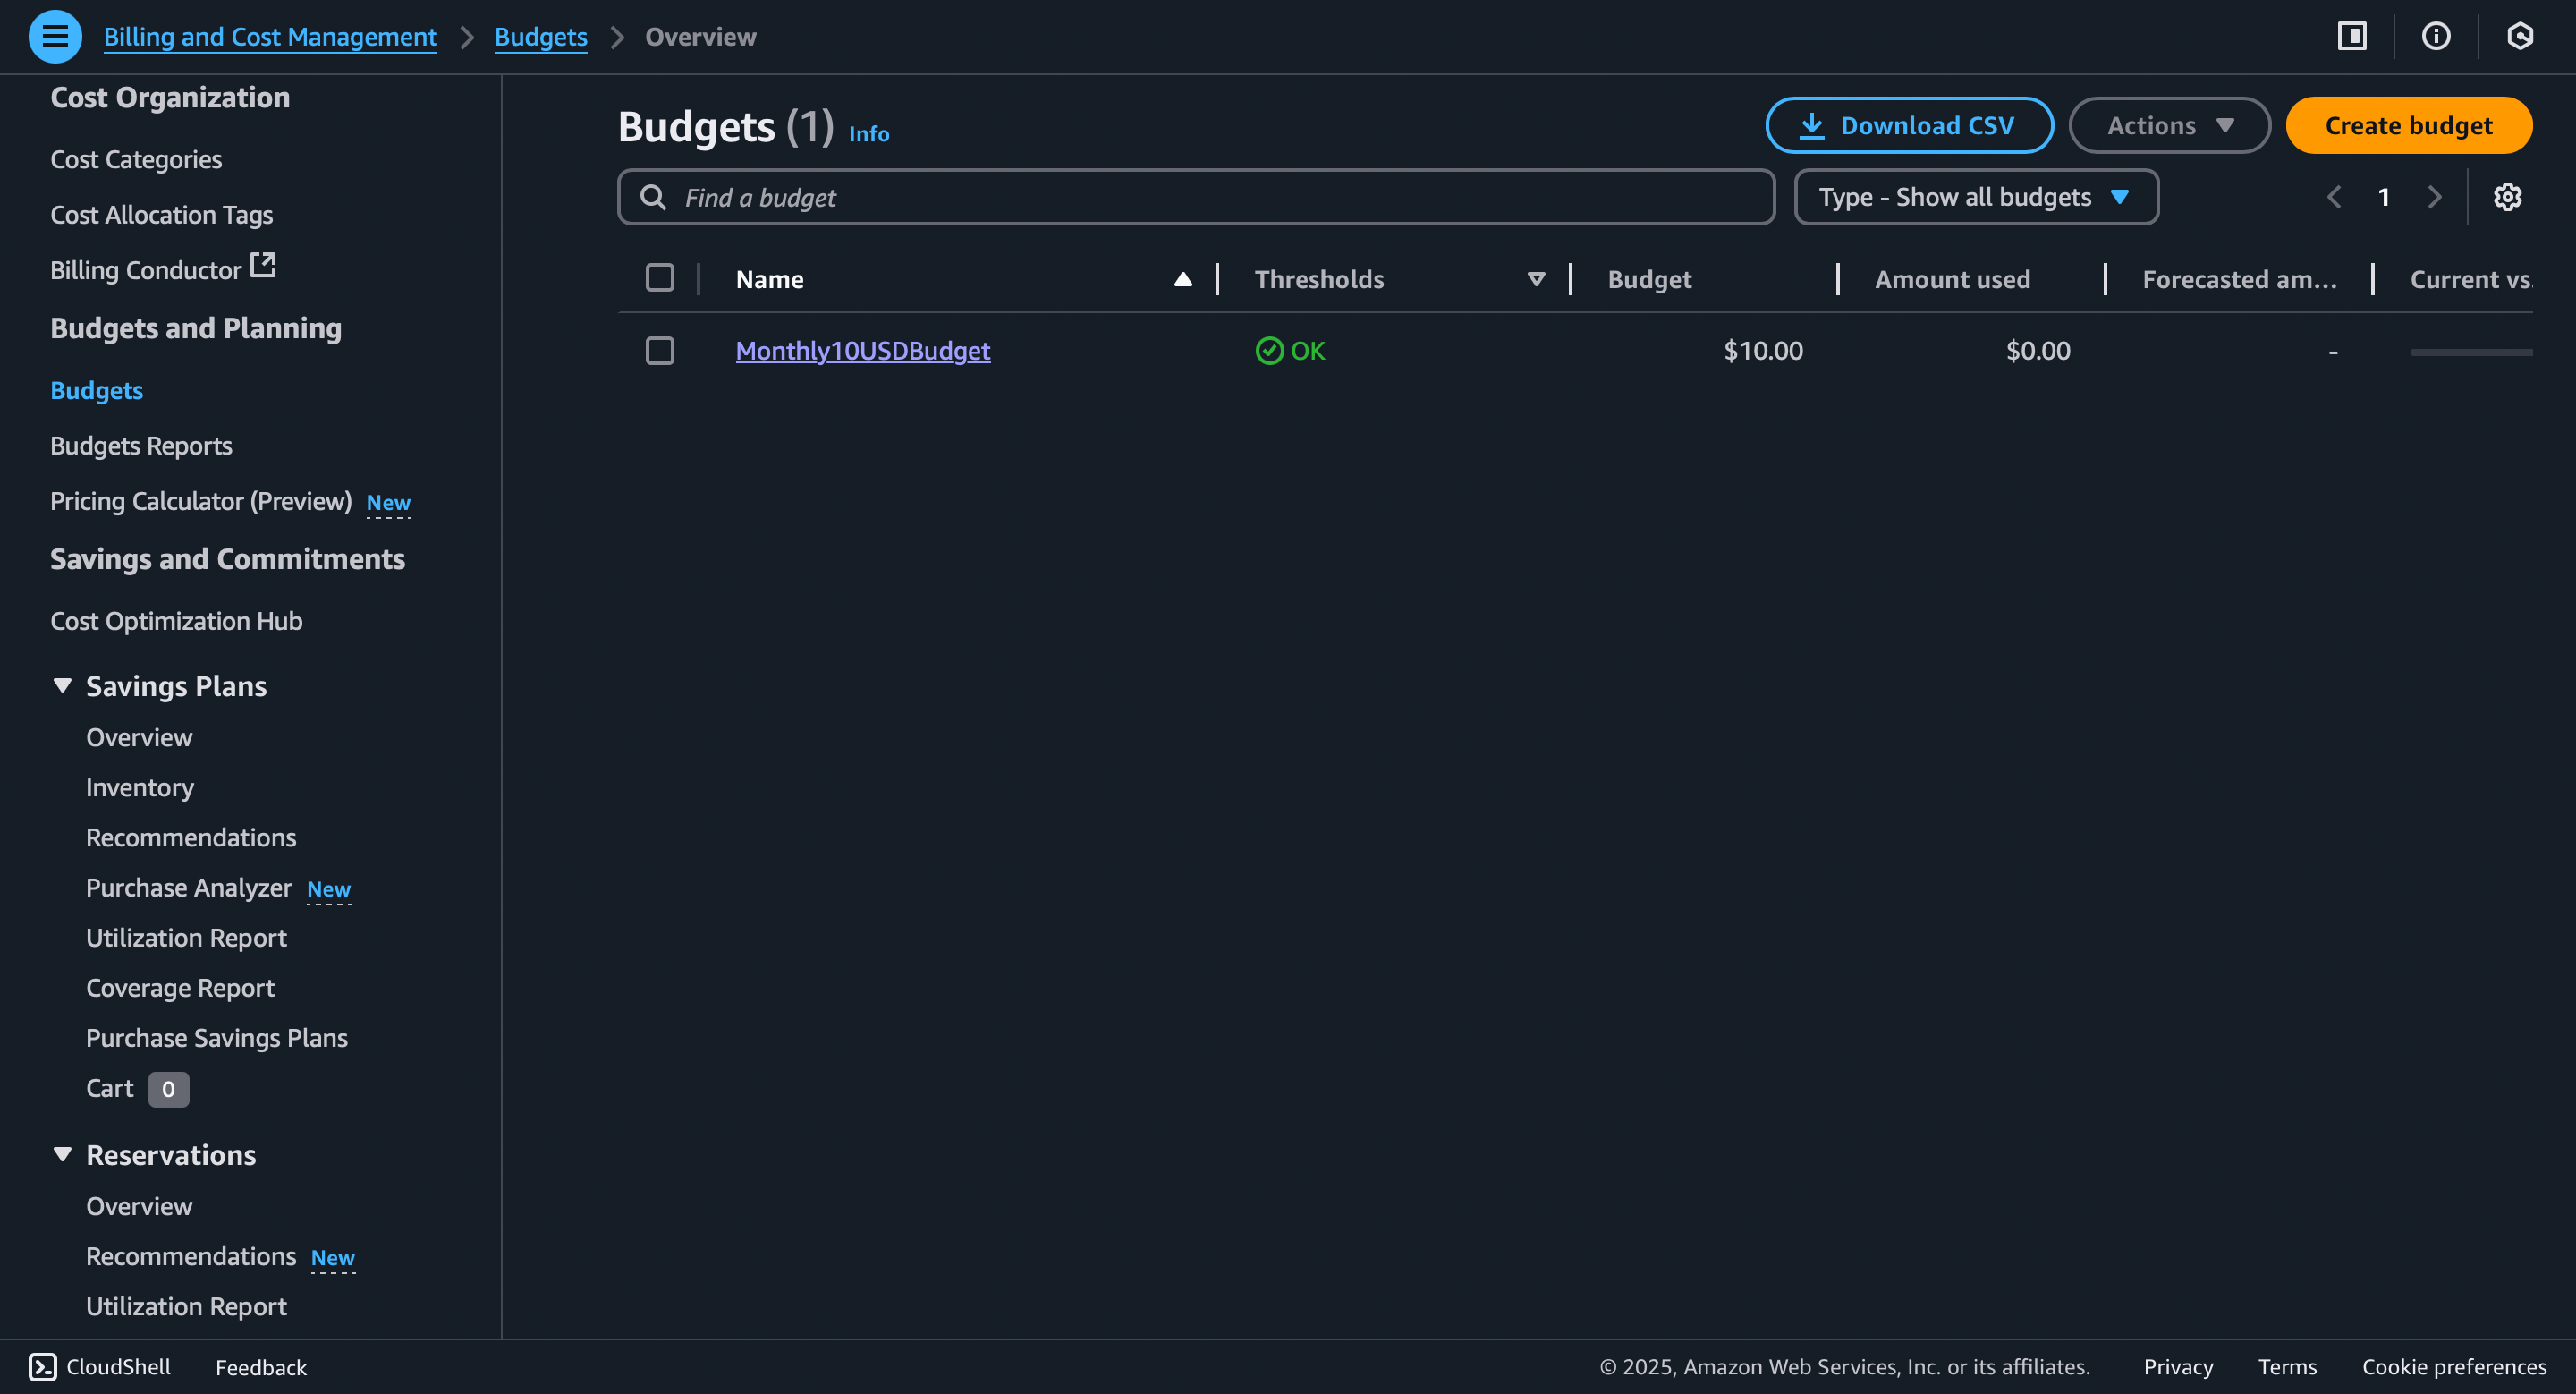 Billing and Cost Management > Budgets > Overview
Cost Organization
Cost Categories
Cost Allocation Tags
Billing Conductor
Budgets and Planning
Budgets
Budgets Reports
Pricing Calculator (Preview) New
Savings and Commitments
Cost Optimization Hub
Savings Plans
Overview
Inventory
Recommendations
Purchase Analyzer New
Utilization Report
Coverage Report
Purchase Savings Plans
Cart 0
Reservations
Overview
Recommendations New
Utilization Report
Budgets (1) Info
Download CSV Actions Create budget
Find a budget Type - Show all budgets 1
Name Thresholds Budget Amount used Forecasted am... Current vs.
Monthly10USDBudget OK $10.00 $0.00 -
CloudShell Feedback © 2025, Amazon Web Services, Inc. or its affiliates. Privacy Terms Cookie preferences